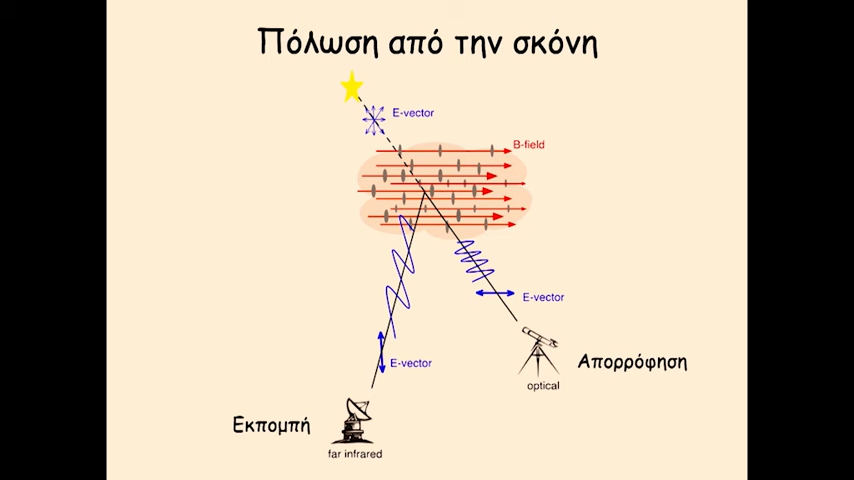 Πόλωση από την σκόνη
E-vector
B-field
E-vector
E-vector
Απορρόφηση
optical
Εκπομπή
far infrared